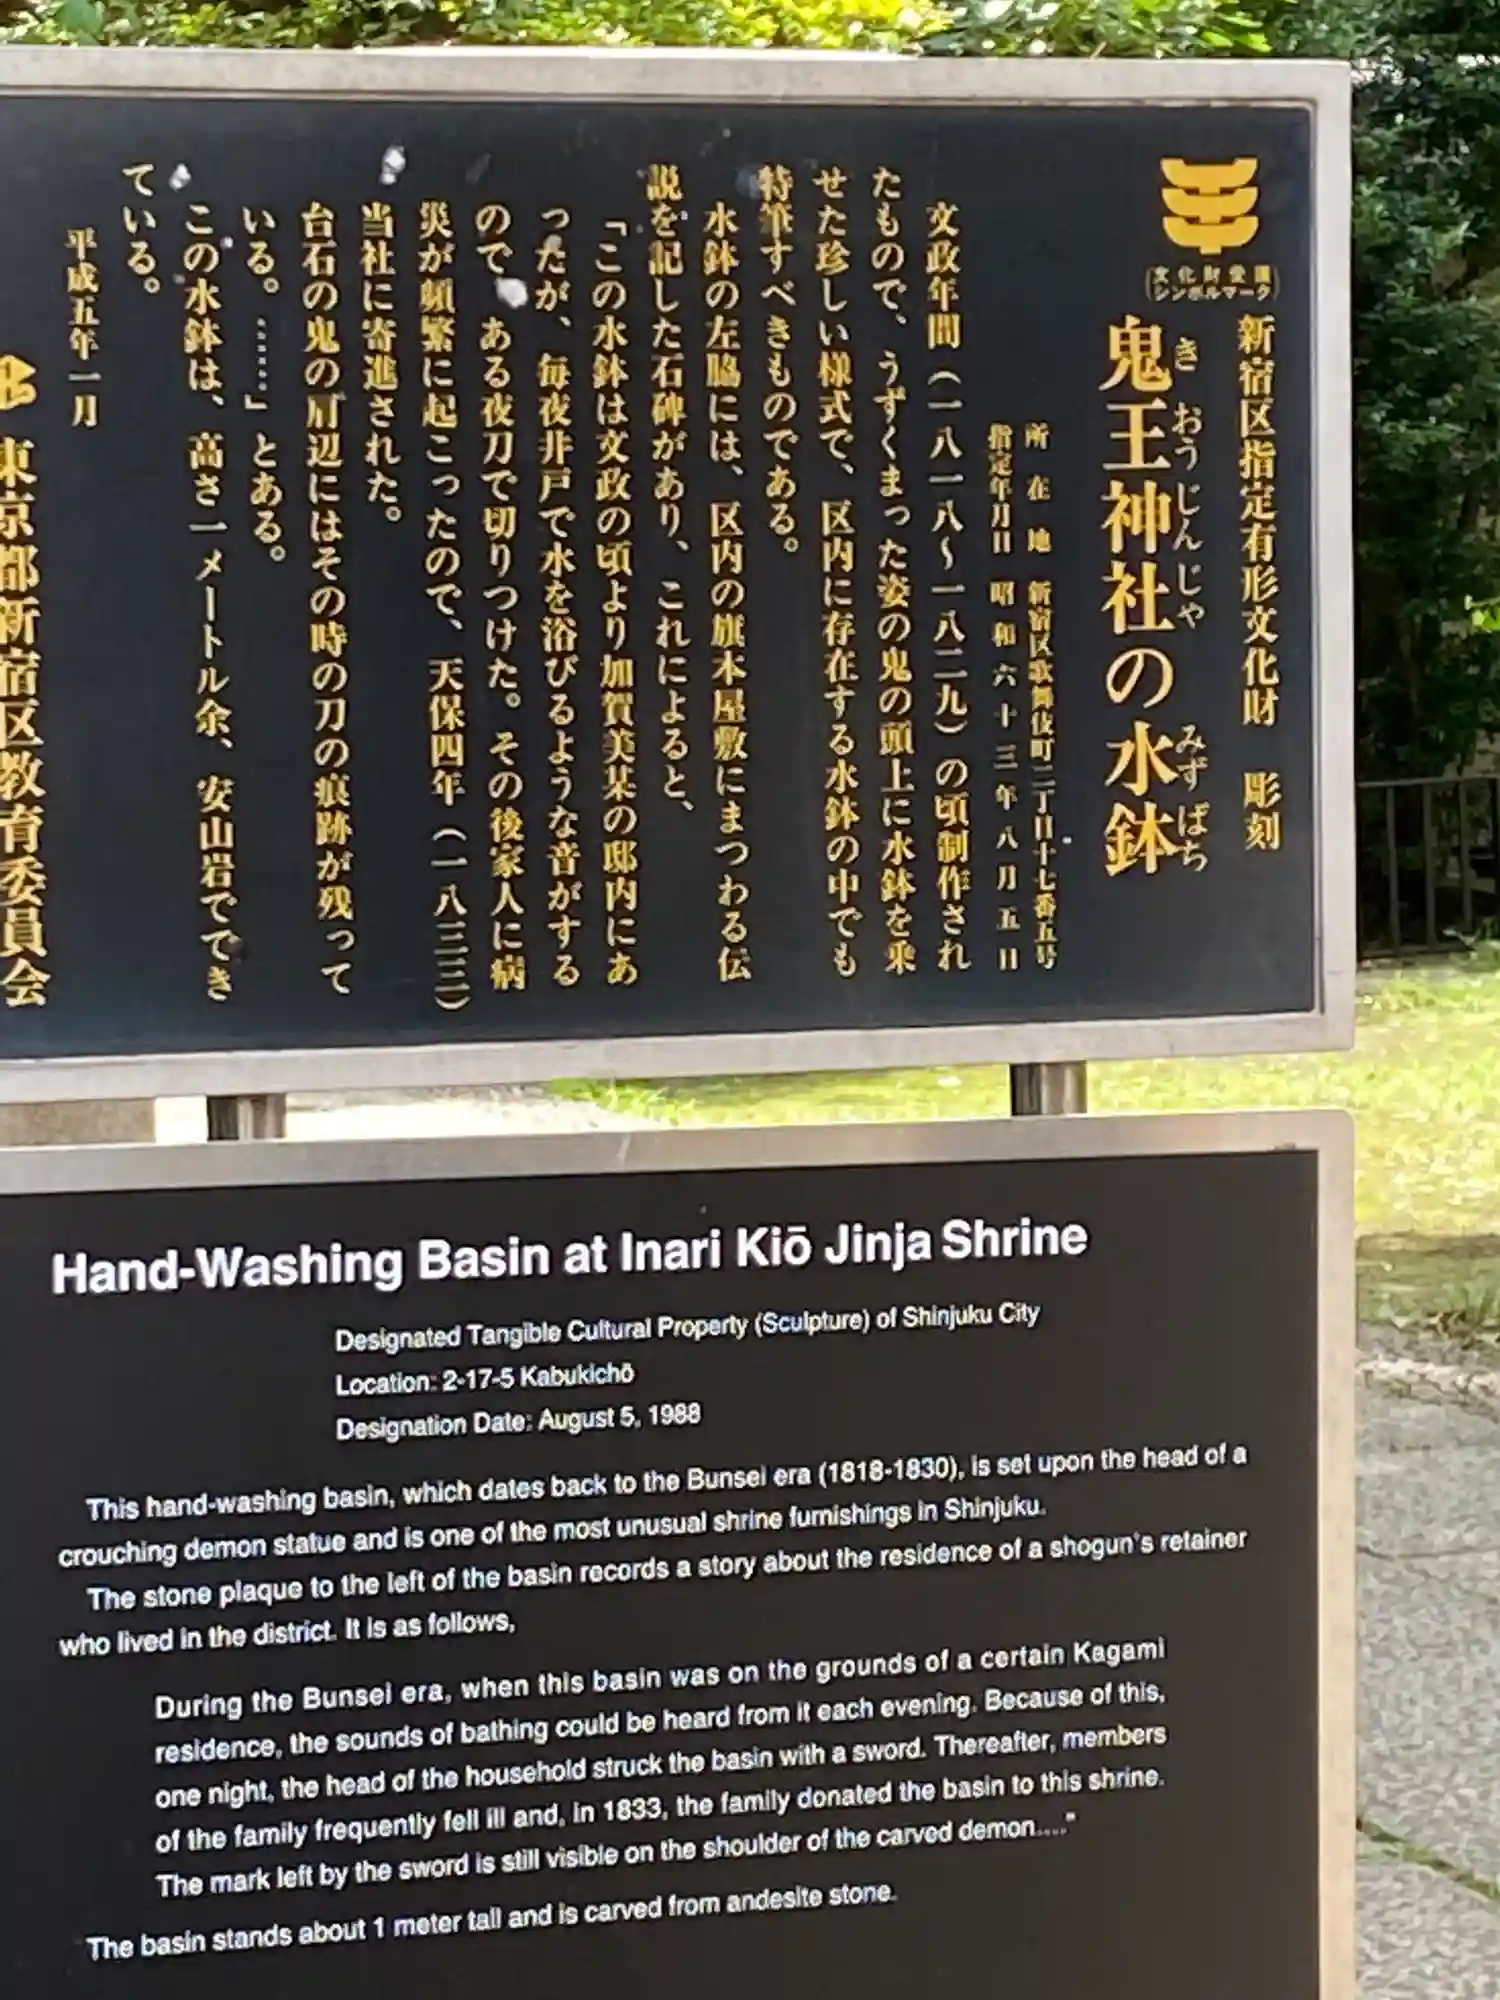 文化財愛護
シンボルマーク
新宿区指定有形文化財 彫刻
鬼王神社の水鉢
き おう じん じゃ みず ばち
所在地 新宿区歌舞伎町二丁目十七番五号
指定年月日 昭和六十三年八月五日
文政年間（一八一八〜一八二九）の頃制作され
たもので、うずくまった姿の鬼の頭上に水鉢を乗
せた珍しい様式で、区内に存在する水鉢の中でも
特筆すべきものである。
水鉢の左脇には、区内の旗本屋敷にまつわる伝
説を記した石碑があり、これによると、
「この水鉢は文政の頃より加賀美某の邸内にあ
ったが、毎夜井戸で水を浴びるような音がする
ので、ある夜刀で切りつけた。その後家人に病
災が頻繁に起こったので、天保四年（一八三三）
当社に寄進された。
台石の鬼の肩辺にはその時の刀の痕跡が残って
いる。……」とある。
この水鉢は、高さ一メートル余、安山岩ででき
ている。
平成五年一月
東京都新宿区教育委員会
Hand-Washing Basin at Inari Kiō Jinja Shrine
Designated Tangible Cultural Property (Sculpture) of Shinjuku City
Location: 2-17-5 Kabukichō
Designation Date: August 5, 1988
This hand-washing basin, which dates back to the Bunsei era (1818-1830), is set upon the head of a
crouching demon statue and is one of the most unusual shrine furnishings in Shinjuku.
The stone plaque to the left of the basin records a story about the residence of a shogun's retainer
who lived in the district. It is as follows,
During the Bunsei era, when this basin was on the grounds of a certain Kagami
residence, the sounds of bathing could be heard from it each evening. Because of this,
one night, the head of the household struck the basin with a sword. Thereafter, members
of the family frequently fell ill and, in 1833, the family donated the basin to this shrine.
The mark left by the sword is still visible on the shoulder of the carved demon...."
The basin stands about 1 meter tall and is carved from andesite stone.